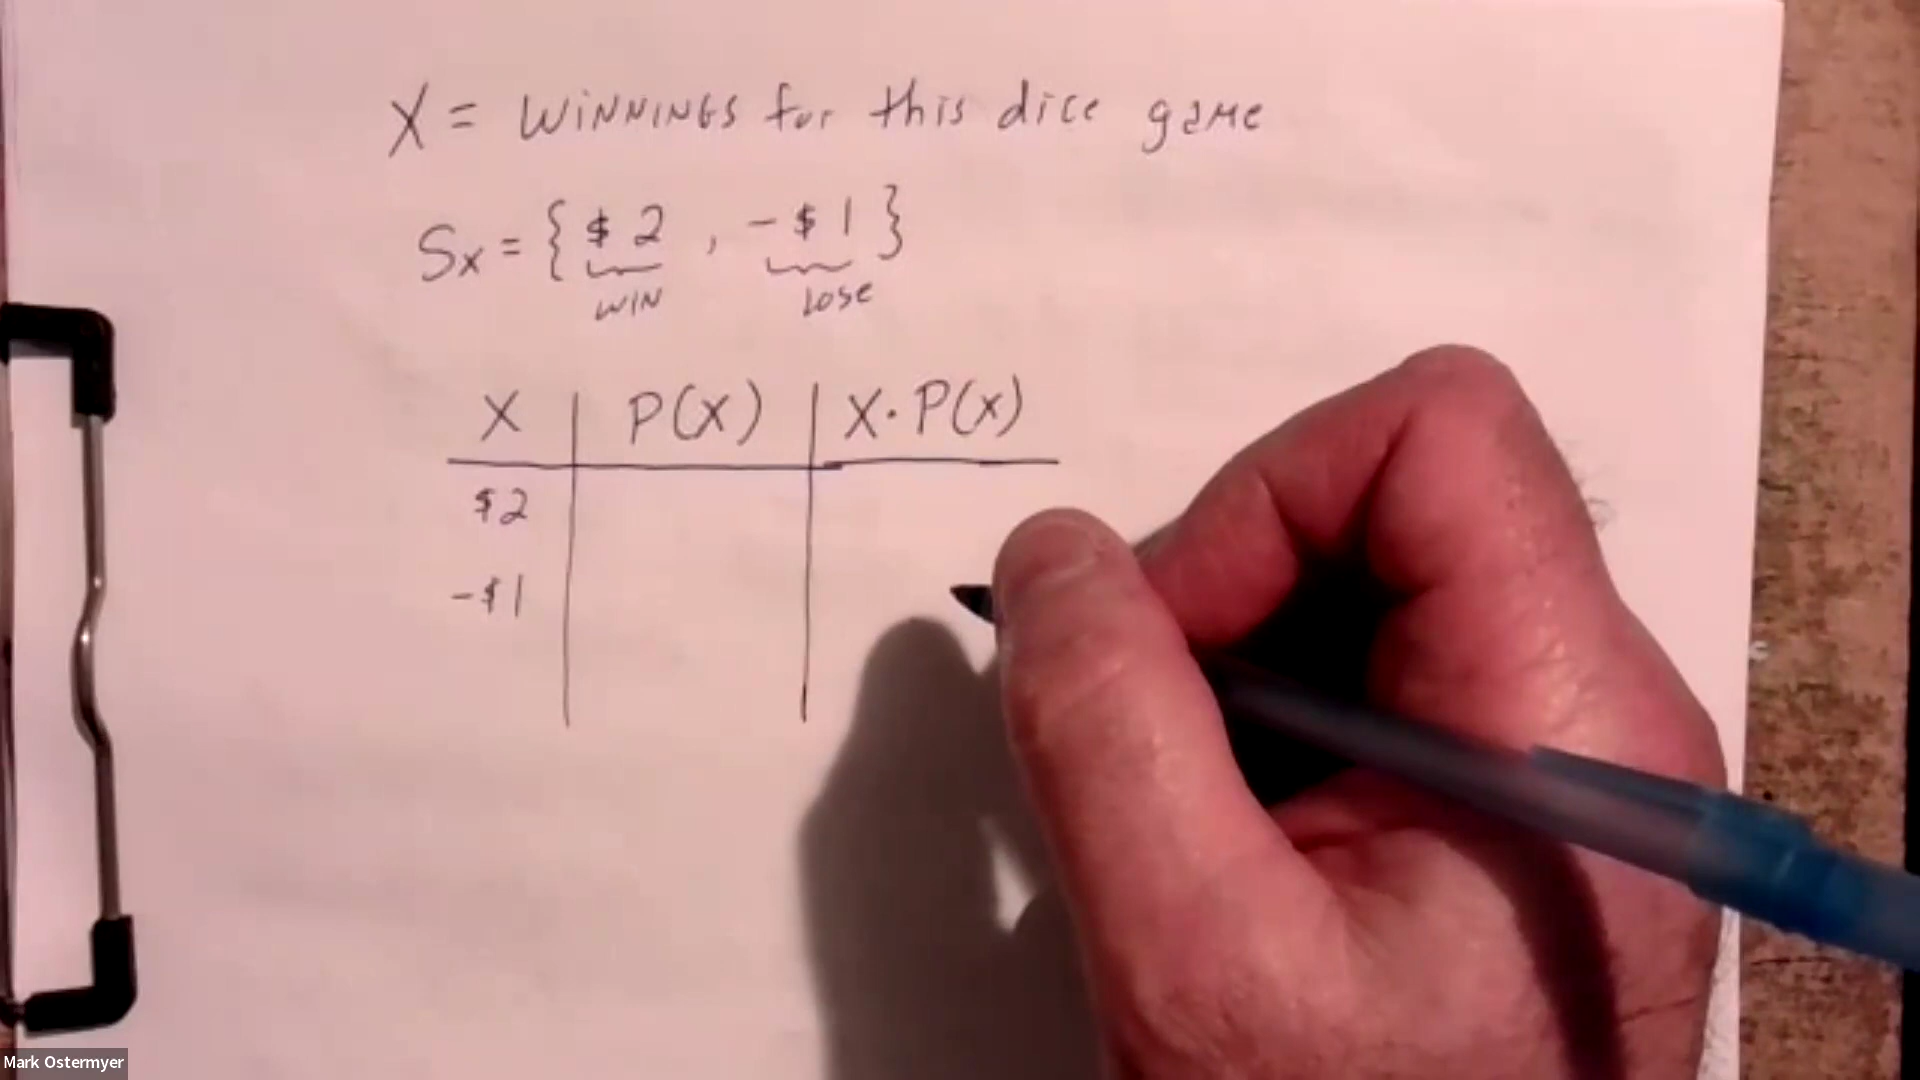 X = WINNINGS for this dice game
Sx = { $2 , -$1 }
WIN lose
X P(X) X·P(x)
$2
-$1
Mark Ostermyer